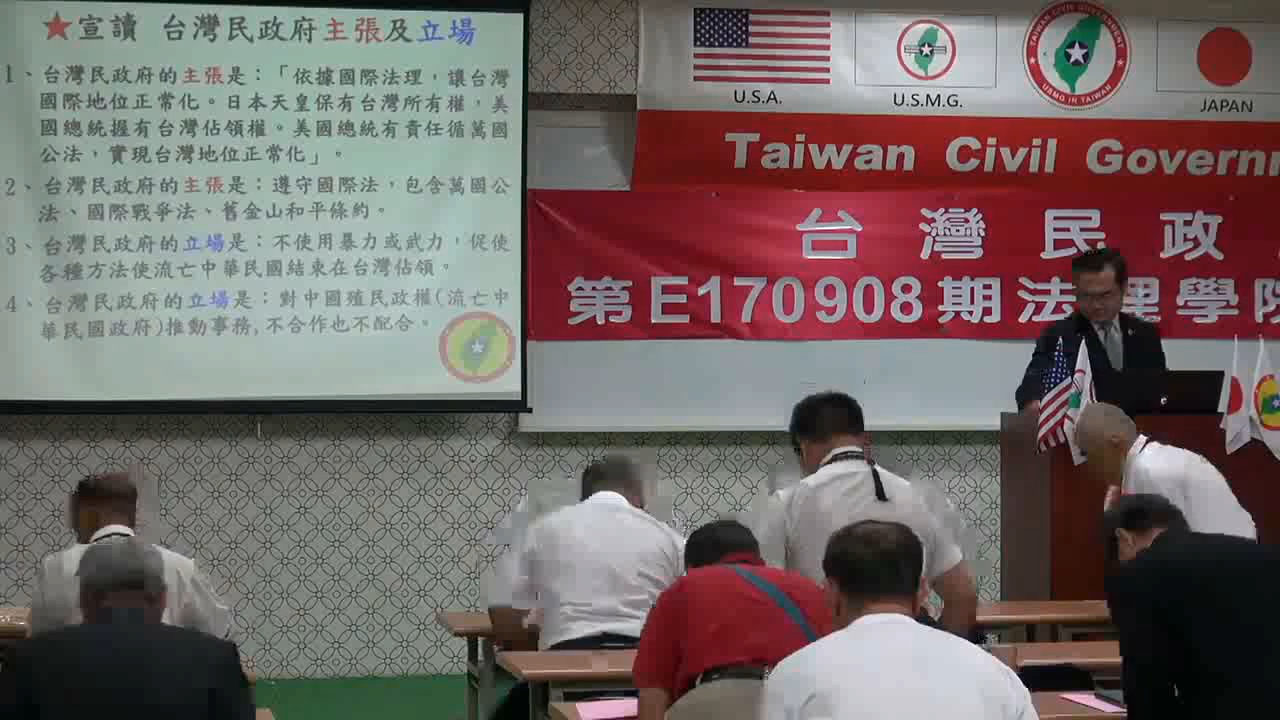 ★宣讀 台灣民政府主張及立場
1、台灣民政府的主張是：「依據國際法理，讓台灣
國際地位正常化。日本天皇保有台灣所有權，美
國總統握有台灣佔領權。美國總統有責任循萬國
公法，實現台灣地位正常化」。
2、台灣民政府的主張是：遵守國際法，包含萬國公
法、國際戰爭法、舊金山和平條約。
3、台灣民政府的立場是：不使用暴力或武力，促使
各種方法使流亡中華民國結束在台灣佔領。
4、台灣民政府的立場是：對中國殖民政權(流亡中
華民國政府)推動事務,不合作也不配合。
U.S.A.
U.S.M.G.
TAIWAN CIVIL GOVERNMENT
USMG IN TAIWAN
JAPAN
Taiwan Civil Governm
台灣民政
第E170908期法理學院